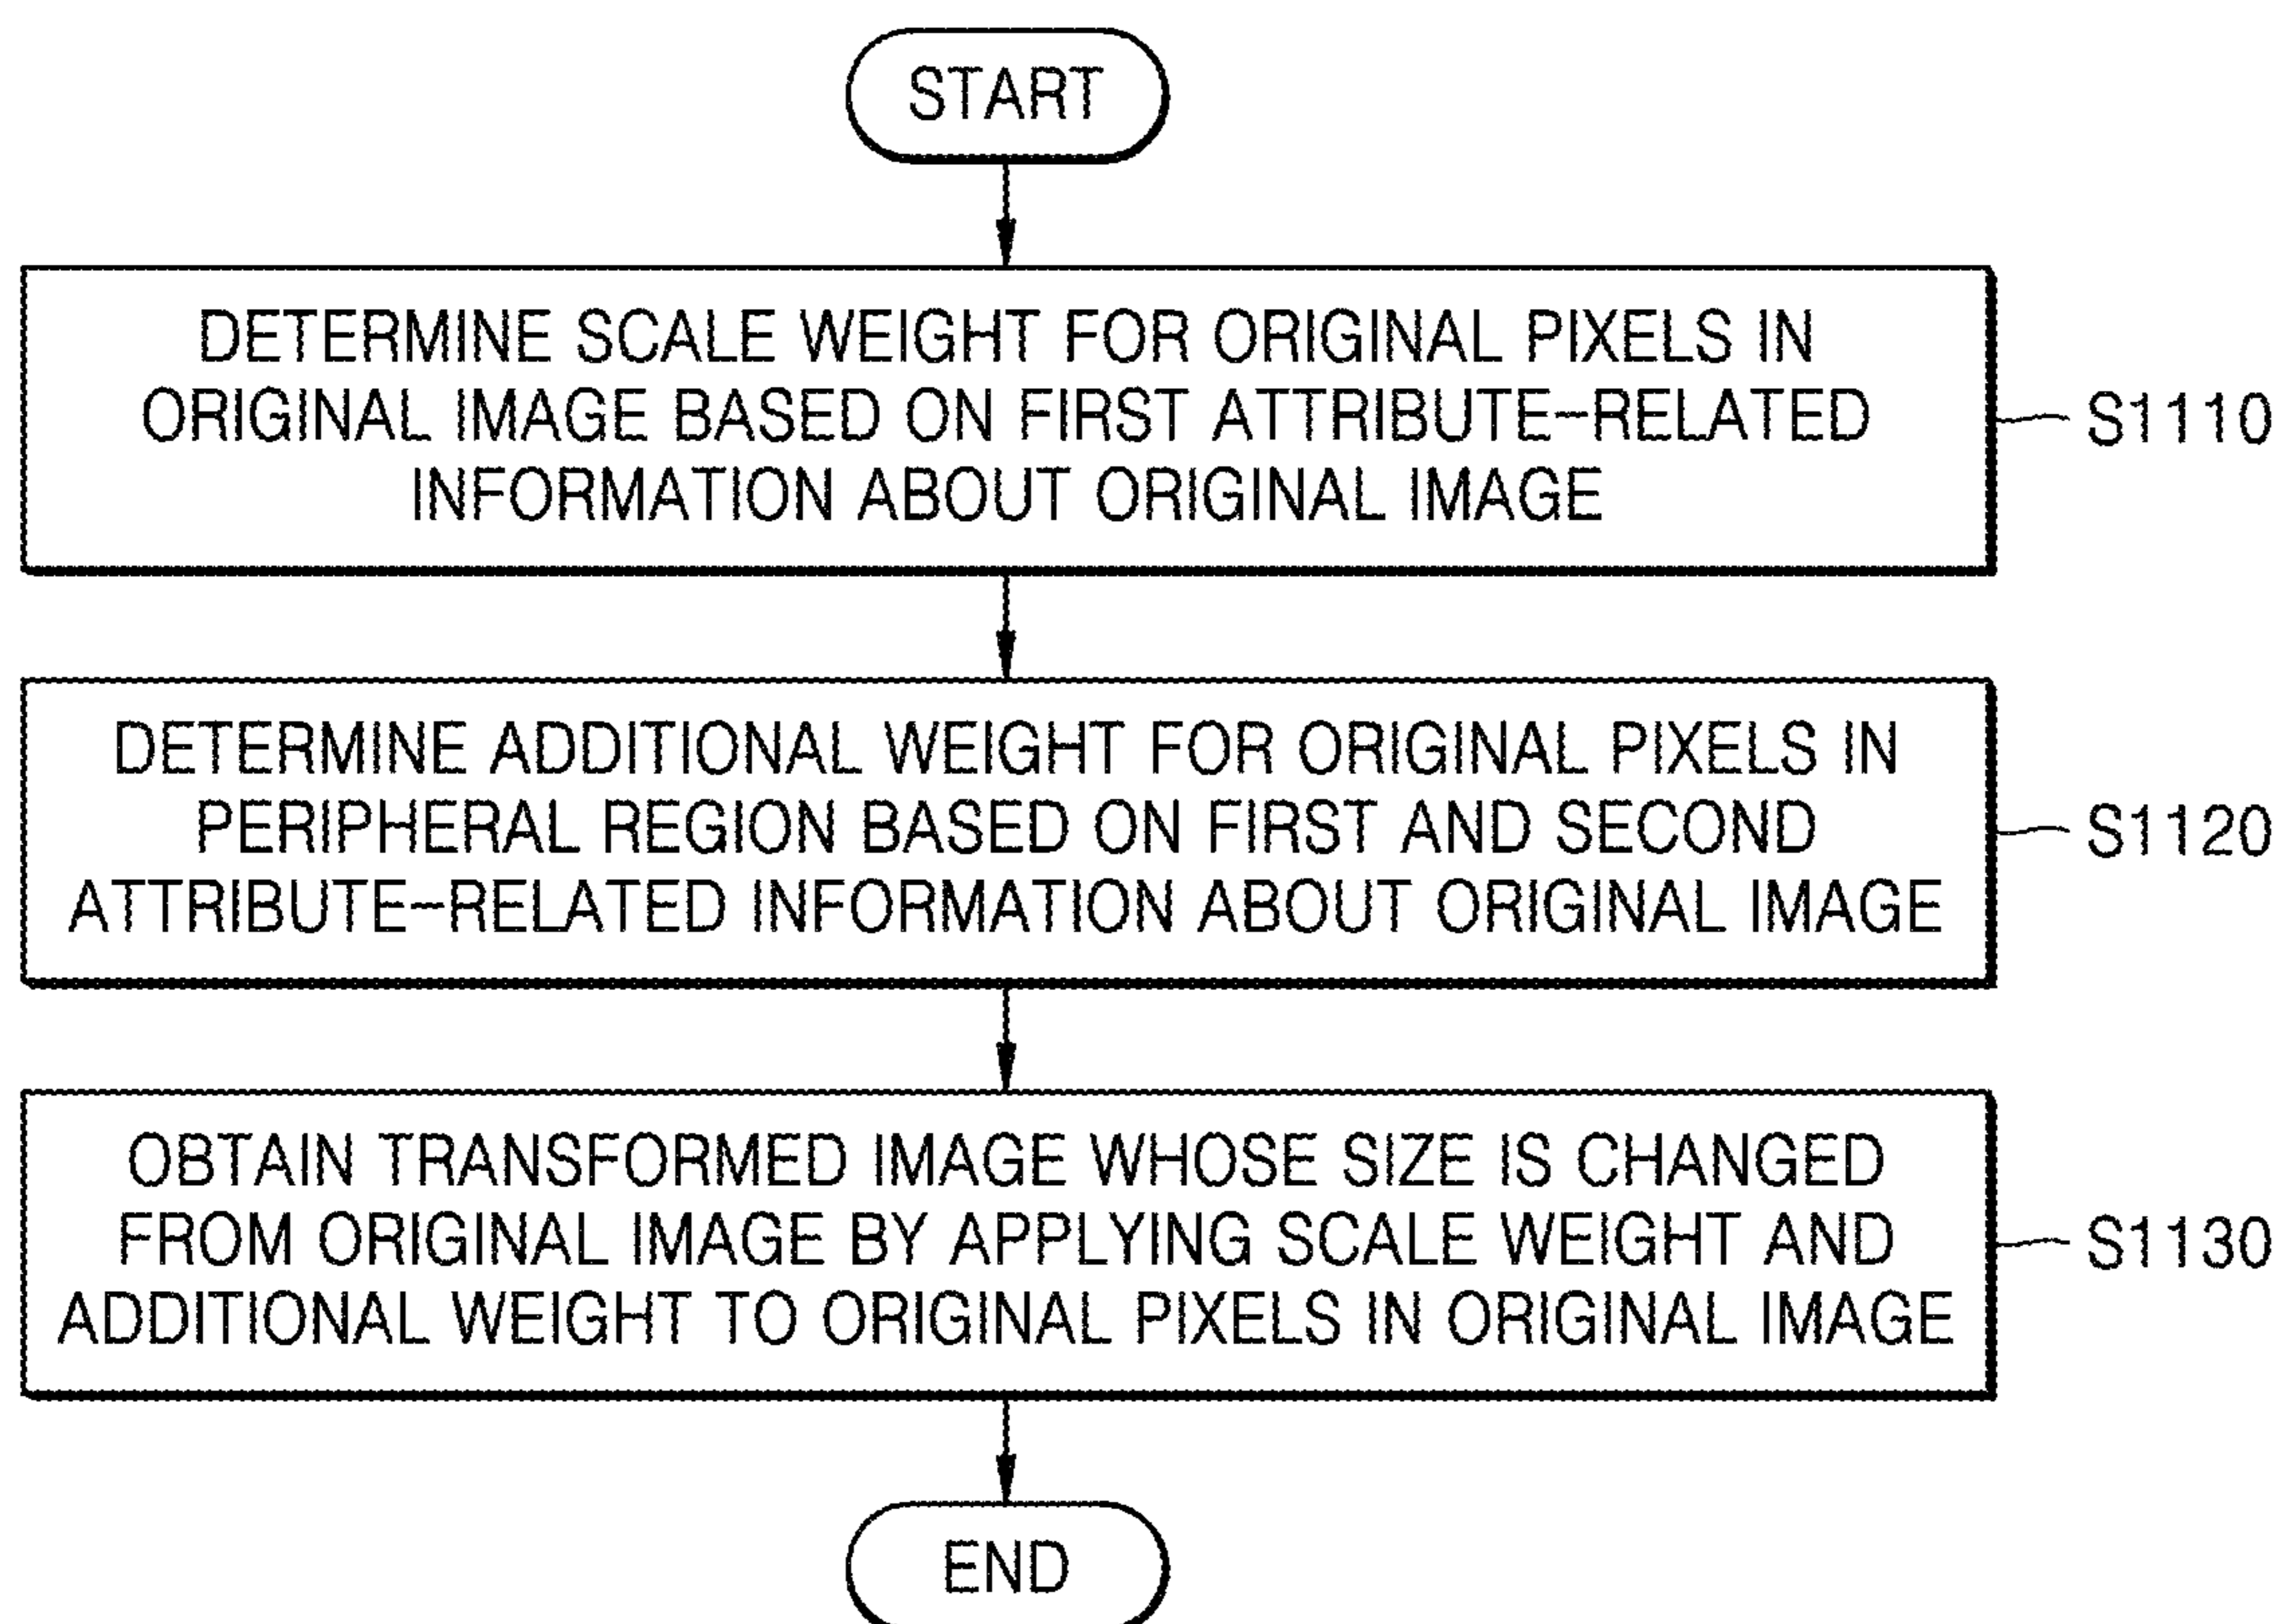 START
DETERMINE SCALE WEIGHT FOR ORIGINAL PIXELS IN
ORIGINAL IMAGE BASED ON FIRST ATTRIBUTE-RELATED
INFORMATION ABOUT ORIGINAL IMAGE
S1110
DETERMINE ADDITIONAL WEIGHT FOR ORIGINAL PIXELS IN
PERIPHERAL REGION BASED ON FIRST AND SECOND
ATTRIBUTE-RELATED INFORMATION ABOUT ORIGINAL IMAGE
S1120
OBTAIN TRANSFORMED IMAGE WHOSE SIZE IS CHANGED
FROM ORIGINAL IMAGE BY APPLYING SCALE WEIGHT AND
ADDITIONAL WEIGHT TO ORIGINAL PIXELS IN ORIGINAL IMAGE
S1130
END